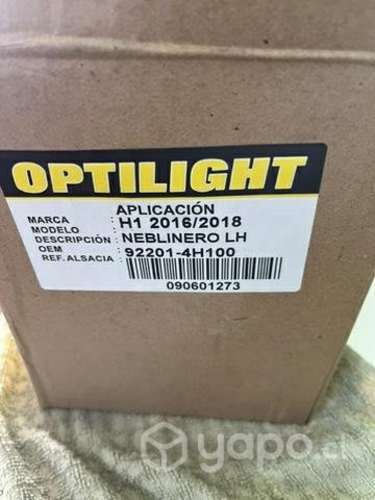 OPTILIGHT
APLICACIÓN
MARCA :
MODELO : H1 2016/2018
DESCRIPCIÓN : NEBLINERO LH
OEM : 92201-4H100
REF. ALSACIA :
090601273
yapo.cl